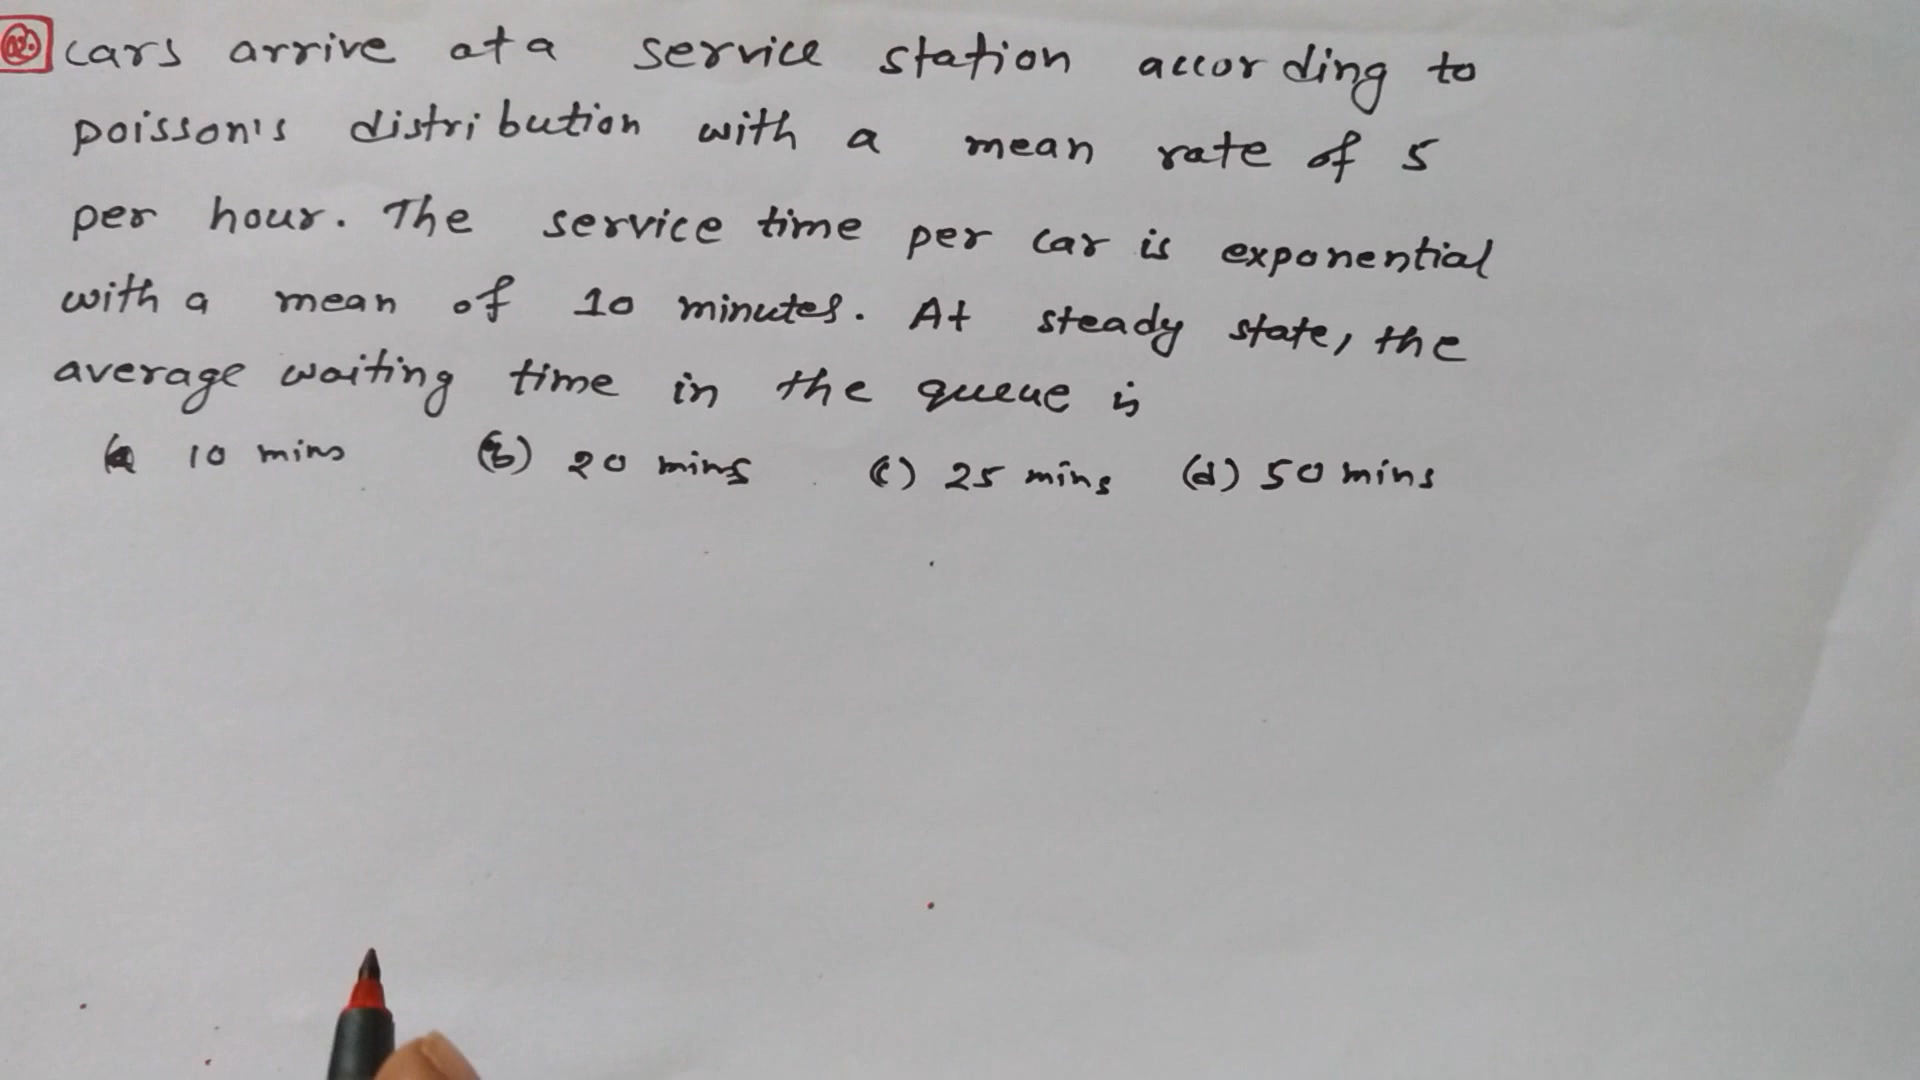 Q2. cars arrive at a service station according to
poisson's distribution with a mean rate of 5
per hour. The service time per car is exponential
with a mean of 10 minutes. At steady state, the
average waiting time in the queue is
(a 10 mins (b) 20 mins (c) 25 mins (d) 50 mins